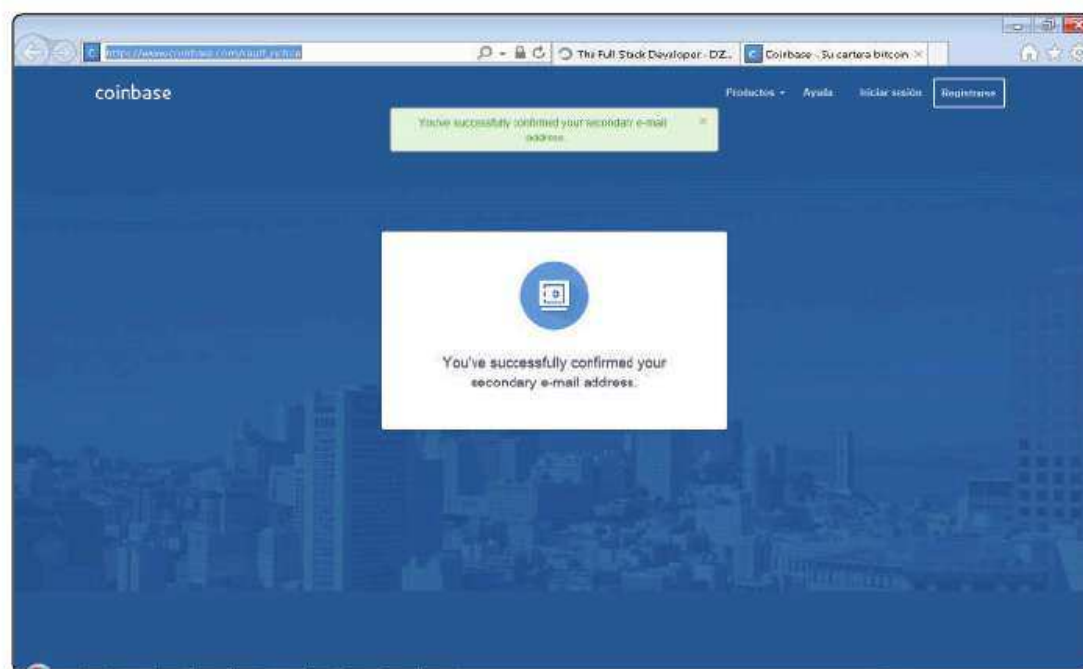 The Full Stack Developer - DZ...
Coinbase - Su cartera bitcoin
coinbase
Productos
Ayuda
Iniciar sesión
Registrarse
You've successfully confirmed your secondary e-mail
address.
You've successfully confirmed your
secondary e-mail address.